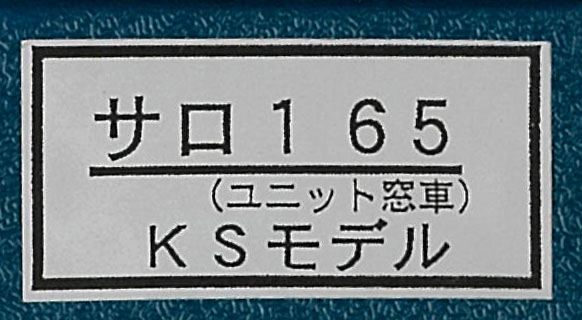 サロ１６５
（ユニット窓車）
ＫＳモデル